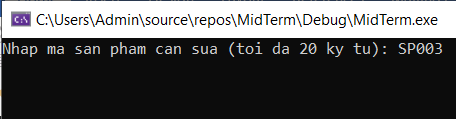 C:\Users\Admin\source\repos\MidTerm\Debug\MidTerm.exe
Nhap ma san pham can sua (toi da 20 ky tu): SP003